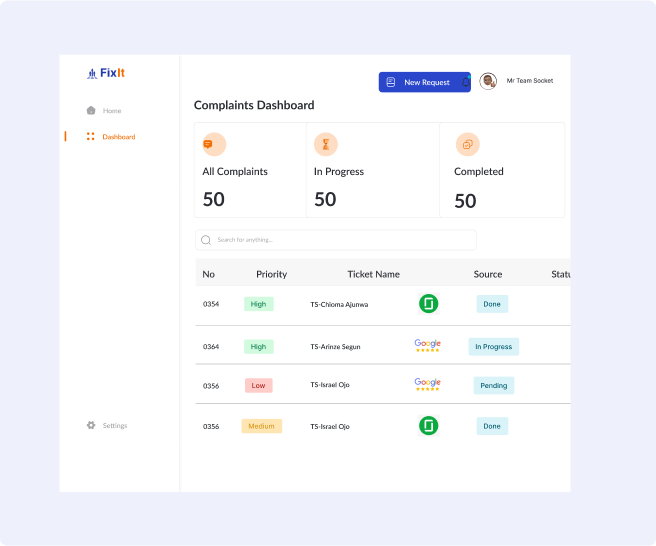 FixIt
New Request
Mr Team Socket
Home
Dashboard
Complaints Dashboard
All Complaints
In Progress
Completed
50
50
50
Search for anything...
No Priority Ticket Name Source Statu
0354 High TS-Chioma Ajunwa Done
0364 High TS-Arinze Segun Google In Progress
0356 Low TS-Israel Ojo Google Pending
0356 Medium TS-Israel Ojo Done
Settings